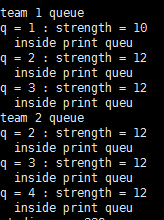 team 1 queue
q = 1 : strength = 10
inside print queu
q = 2 : strength = 12
inside print queu
q = 3 : strength = 12
inside print queu
team 2 queue
q = 2 : strength = 12
inside print queu
q = 3 : strength = 12
inside print queu
q = 4 : strength = 12
inside print queu